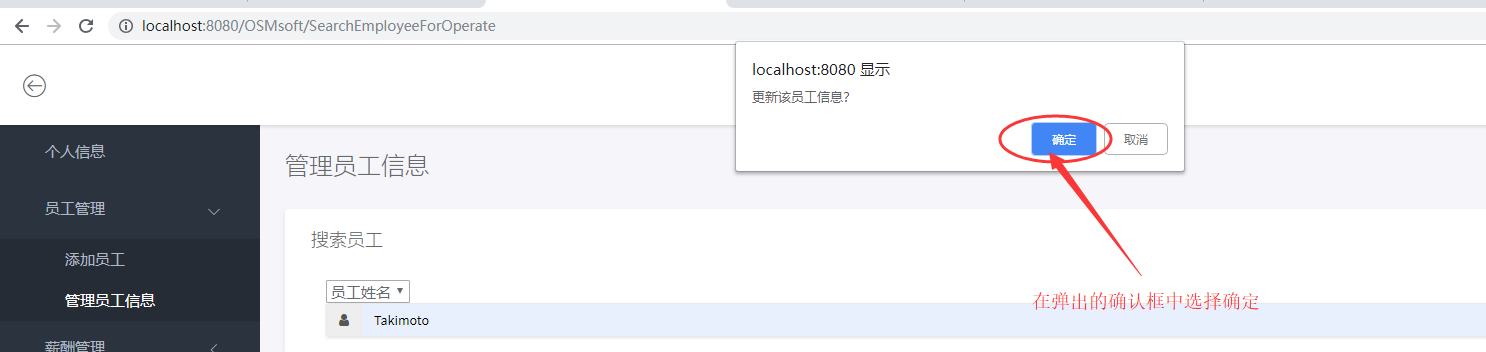 localhost:8080/OSMsoft/SearchEmployeeForOperate
localhost:8080 显示
更新该员工信息?
确定
取消
个人信息
管理员工信息
员工管理
搜索员工
添加员工
管理员工信息
员工姓名
在弹出的确认框中选择确定
Takimoto
薪酬管理